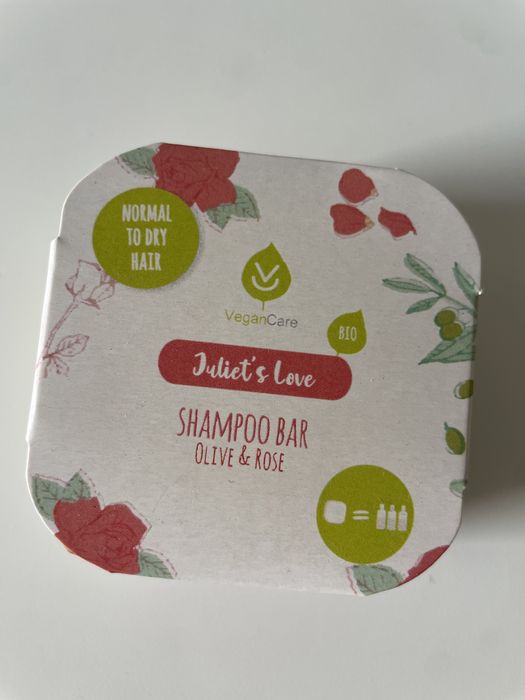 NORMAL
TO DRY
HAIR
VeganCare
BIO
Juliet's Love
SHAMPOO BAR
OLIVE & ROSE
=